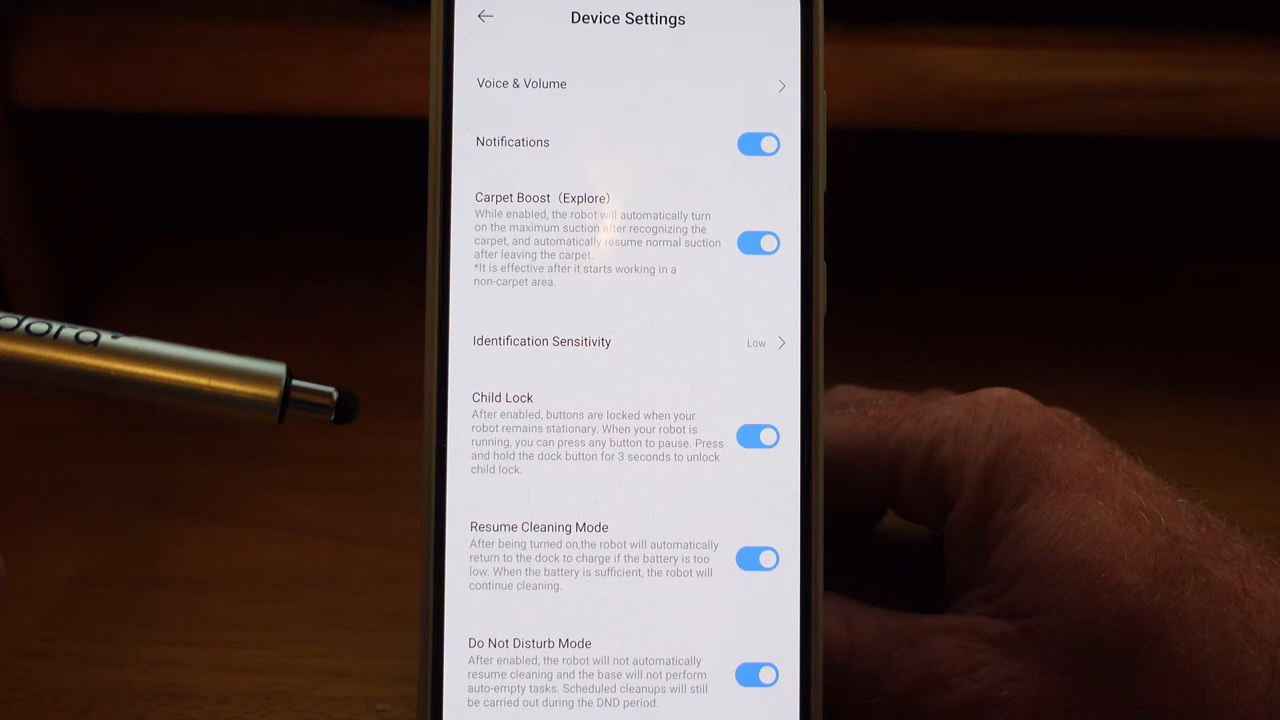 Device Settings
Voice & Volume
Notifications
Carpet Boost（Explore）
While enabled, the robot will automatically turn
on the maximum suction after recognizing the
carpet, and automatically resume normal suction
after leaving the carpet.
*It is effective after it starts working in a
non-carpet area.
Identification Sensitivity
Low
Child Lock
After enabled, buttons are locked when your
robot remains stationary. When your robot is
running, you can press any button to pause. Press
and hold the dock button for 3 seconds to unlock
child lock.
Resume Cleaning Mode
After being turned on,the robot will automatically
return to the dock to charge if the battery is too
low. When the battery is sufficient, the robot will
continue cleaning.
Do Not Disturb Mode
After enabled, the robot will not automatically
resume cleaning and the base will not perform
auto-empty tasks. Scheduled cleanups will still
be carried out during the DND period.
dora